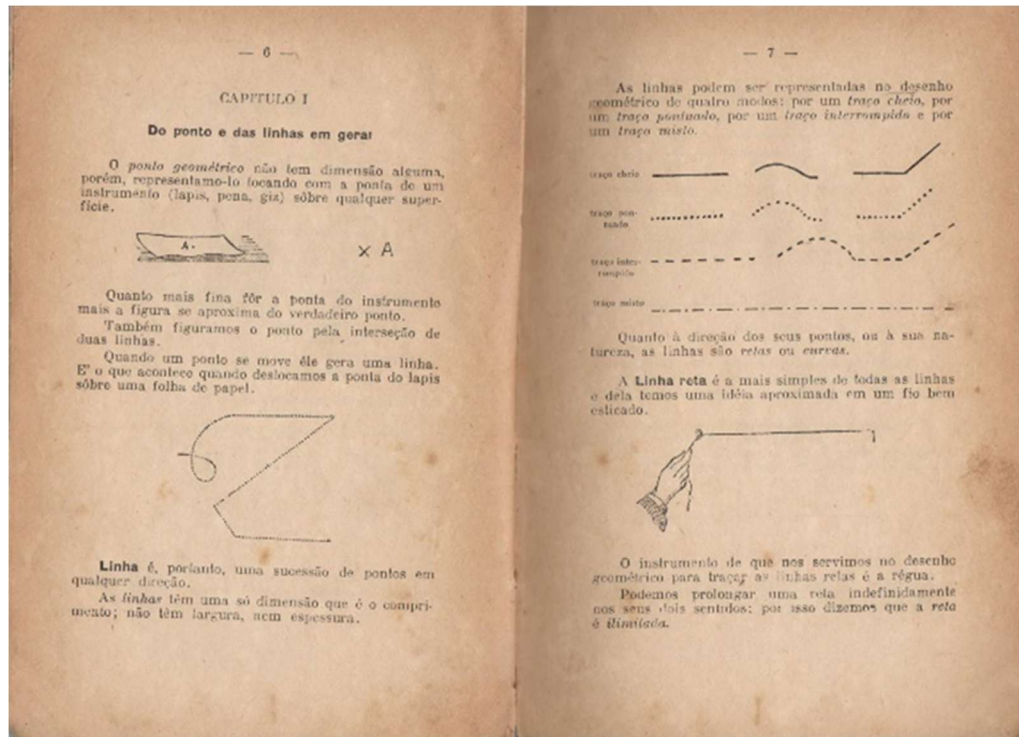 — 6 —
CAPITULO I
Do ponto e das linhas em geral
O ponto geométrico não tem dimensão alguma,
porém, representamo-lo tocando com a ponta de um
instrumento (lapis, pena, giz) sôbre qualquer super-
fície.
A.
× A
Quanto mais fina fôr a ponta do instrumento
mais a figura se aproxima do verdadeiro ponto.
Também figuramos o ponto pela interseção de
duas linhas.
Quando um ponto se move êle gera uma linha.
E' o que acontece quando deslocamos a ponta do lapis
sôbre uma folha de papel.
Linha é, portanto, uma sucessão de pontos em
qualquer direção.
As linhas têm uma só dimensão que é o compri-
mento; não têm largura, nem espessura.
— 7 —
As linhas podem ser representadas no desenho
geométrico de quatro modos: por um traço cheio, por
um traço pontuado, por um traço interrompido e por
um traço misto.
traço cheio
traço pon-
tuado
traço inter-
rompido
traço misto
Quanto à direção dos seus pontos, ou à sua na-
tureza, as linhas são retas ou curvas.
A Linha reta é a mais simples de todas as linhas
e dela temos uma idéia aproximada em um fio bem
esticado.
O instrumento de que nos servimos no desenho
geométrico para traçar as linhas retas é a régua.
Podemos prolongar uma reta indefinidamente
nos seus dois sentidos; por isso dizemos que a reta
é ilimitada.